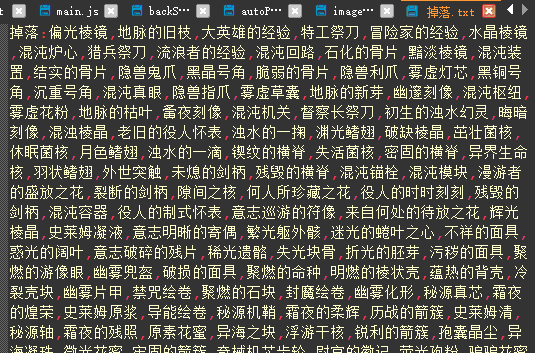 main.js backS··· autoP··· image··· 掉落.txt
掉落:偏光棱镜,地脉的旧枝,大英雄的经验,特工祭刀,冒险家的经验,水晶棱
镜,混沌炉心,猎兵祭刀,流浪者的经验,混沌回路,石化的骨片,黯淡棱镜,混沌装
置,结实的骨片,隐兽鬼爪,黑晶号角,脆弱的骨片,隐兽利爪,雾虚灯芯,黑铜号
角,沉重号角,混沌真眼,隐兽指爪,雾虚草囊,地脉的新芽,幽邃刻像,混沌枢纽,
雾虚花粉,地脉的枯叶,夤夜刻像,混沌机关,督察长祭刀,初生的浊水幻灵,晦暗
刻像,混浊棱晶,老旧的役人怀表,浊水的一掬,渊光鳍翅,破缺棱晶,茁壮菌核,
休眠菌核,月色鳍翅,浊水的一滴,锲纹的横脊,失活菌核,密固的横脊,异界生命
核,羽状鳍翅,外世突触,未熄的剑柄,残毁的横脊,混沌锚栓,混沌模块,漫游者
的盛放之花,裂断的剑柄,隙间之核,何人所珍藏之花,役人的时时刻刻,残毁的
剑柄,混沌容器,役人的制式怀表,意志巡游的符像,来自何处的待放之花,辉光
棱晶,史莱姆凝液,意志明晰的寄偶,繁光躯外骸,迷光的蜷叶之心,不祥的面具,
惑光的阔叶,意志破碎的残片,稀光遗骼,失光块骨,折光的胚芽,污秽的面具,聚
燃的游像眼,幽雾兜盔,破损的面具,聚燃的命种,明燃的棱状壳,蕴热的背壳,冷
裂壳块,幽雾片甲,禁咒绘卷,聚燃的石块,封魔绘卷,幽雾化形,秘源真芯,霜夜
的煌荣,史莱姆原浆,导能绘卷,秘源机鞘,霜夜的柔辉,历战的箭簇,史莱姆清,
秘源轴,霜夜的残照,原素花蜜,异海之块,浮游干核,锐利的箭簇,孢囊晶尘,异